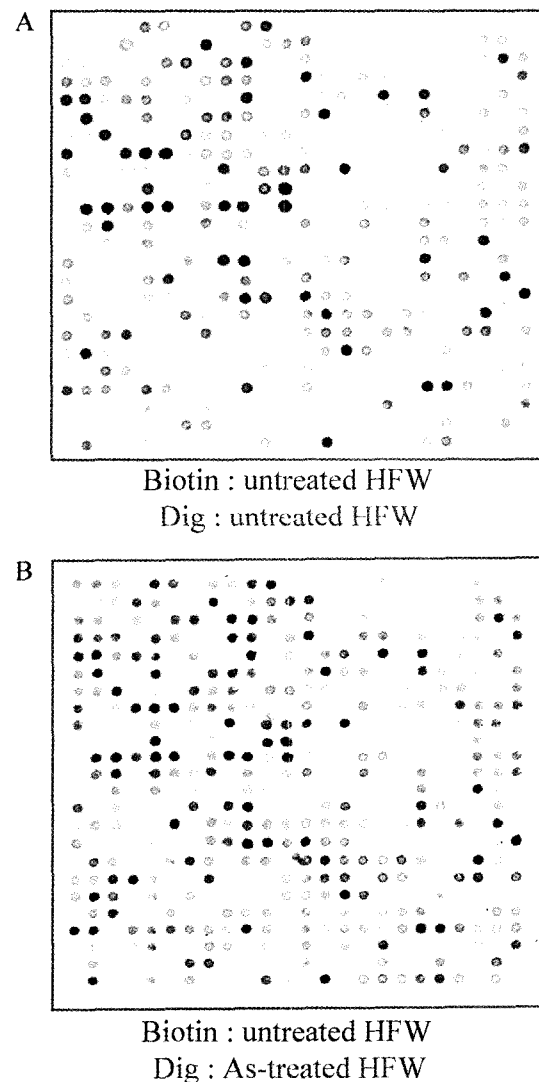 A
Biotin : untreated HFW
Dig : untreated HFW
B
Biotin : untreated HFW
Dig : As-treated HFW